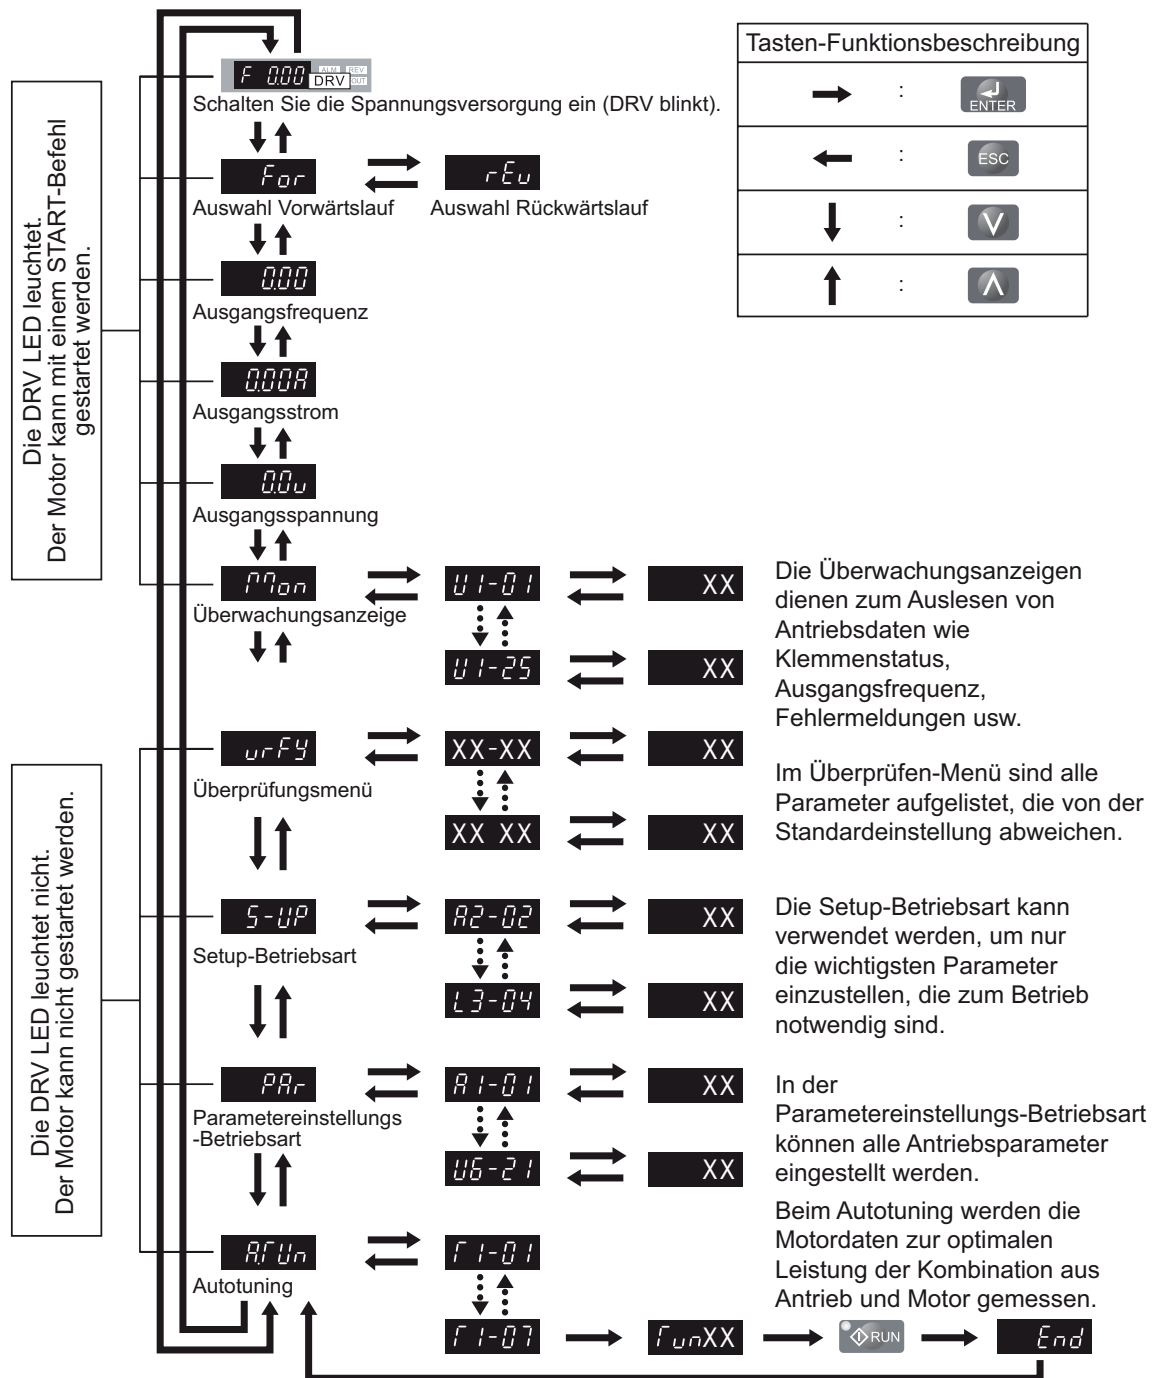 Tasten-Funktionsbeschreibung
: ENTER
: ESC
: V
: Λ
F 0.00 ALM REV DRV OUT
Schalten Sie die Spannungsversorgung ein (DRV blinkt).
For rEv
Auswahl Vorwärtslauf Auswahl Rückwärtslauf
0.00
Ausgangsfrequenz
0.00A
Ausgangsstrom
0.0v
Ausgangsspannung
Mon U1-01 XX
Überwachungsanzeige
U1-25 XX
Die Überwachungsanzeigen
dienen zum Auslesen von
Antriebsdaten wie
Klemmenstatus,
Ausgangsfrequenz,
Fehlermeldungen usw.
Die DRV LED leuchtet.
Der Motor kann mit einem START-Befehl
gestartet werden.
vrFY XX-XX XX
Überprüfungsmenü
XX XX XX
Im Überprüfen-Menü sind alle
Parameter aufgelistet, die von der
Standardeinstellung abweichen.
S-UP A2-02 XX
Setup-Betriebsart
L3-04 XX
Die Setup-Betriebsart kann
verwendet werden, um nur
die wichtigsten Parameter
einzustellen, die zum Betrieb
notwendig sind.
PAr A1-01 XX
Parametereinstellungs
-Betriebsart
U6-21 XX
In der
Parametereinstellungs-Betriebsart
können alle Antriebsparameter
eingestellt werden.
A.TUn T1-01
Autotuning
T1-07 TunXX RUN End
Beim Autotuning werden die
Motordaten zur optimalen
Leistung der Kombination aus
Antrieb und Motor gemessen.
Die DRV LED leuchtet nicht.
Der Motor kann nicht gestartet werden.